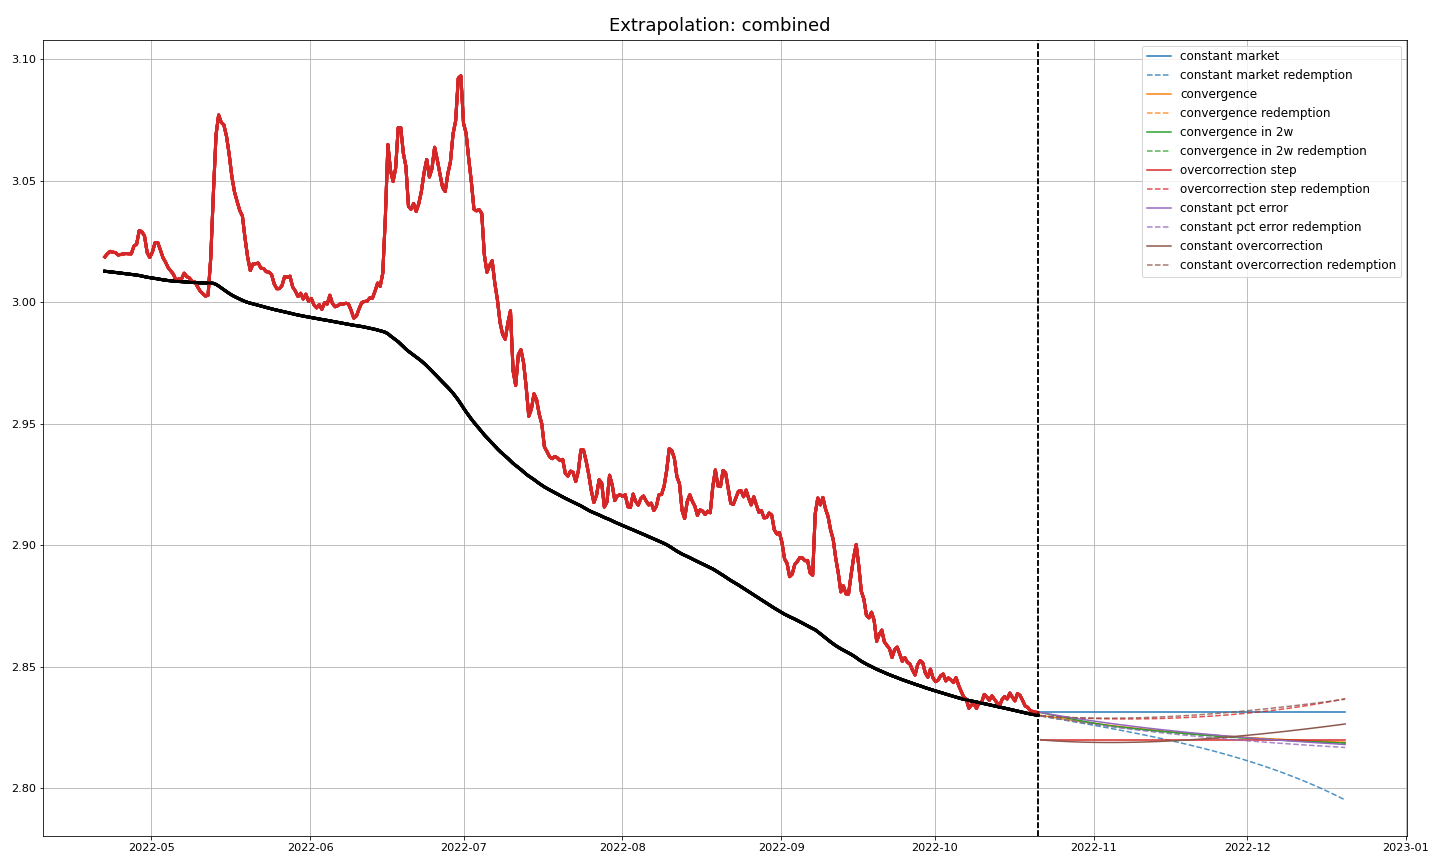 Extrapolation: combined
3.10
3.05
3.00
2.95
2.90
2.85
2.80
constant market
constant market redemption
convergence
convergence redemption
convergence in 2w
convergence in 2w redemption
overcorrection step
overcorrection step redemption
constant pct error
constant pct error redemption
constant overcorrection
constant overcorrection redemption
2022-05 2022-06 2022-07 2022-08 2022-09 2022-10 2022-11 2022-12 2023-01